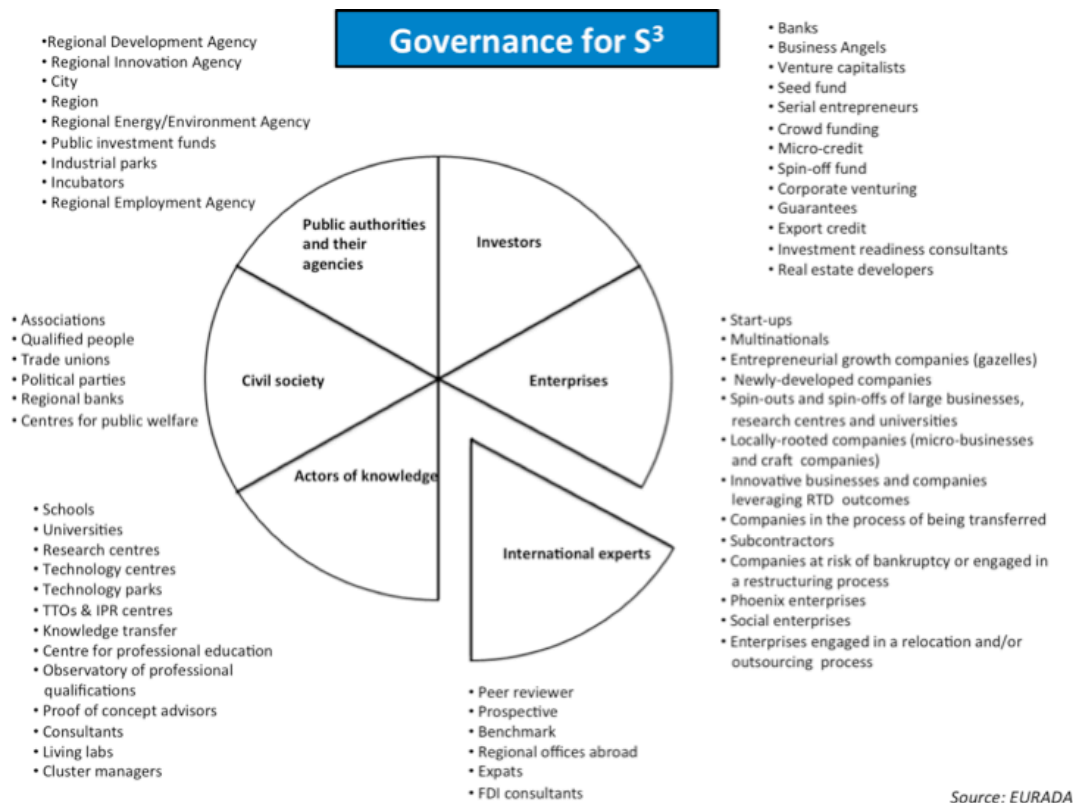 Governance for S³
•Regional Development Agency
• Regional Innovation Agency
• City
• Region
• Regional Energy/Environment Agency
• Public investment funds
• Industrial parks
• Incubators
• Regional Employment Agency
• Banks
• Business Angels
• Venture capitalists
• Seed fund
• Serial entrepreneurs
• Crowd funding
• Micro-credit
• Spin-off fund
• Corporate venturing
• Guarantees
• Export credit
• Investment readiness consultants
• Real estate developers
Public authorities
and their
agencies
Investors
Civil society
Enterprises
Actors of knowledge
International experts
• Associations
• Qualified people
• Trade unions
• Political parties
• Regional banks
• Centres for public welfare
• Start-ups
• Multinationals
• Entrepreneurial growth companies (gazelles)
• Newly-developed companies
• Spin-outs and spin-offs of large businesses,
research centres and universities
• Locally-rooted companies (micro-businesses
and craft companies)
• Innovative businesses and companies
leveraging RTD outcomes
• Companies in the process of being transferred
• Subcontractors
• Companies at risk of bankruptcy or engaged in
a restructuring process
• Phoenix enterprises
• Social enterprises
• Enterprises engaged in a relocation and/or
outsourcing process
• Schools
• Universities
• Research centres
• Technology centres
• Technology parks
• TTOs & IPR centres
• Knowledge transfer
• Centre for professional education
• Observatory of professional
qualifications
• Proof of concept advisors
• Consultants
• Living labs
• Cluster managers
• Peer reviewer
• Prospective
• Benchmark
• Regional offices abroad
• Expats
• FDI consultants
Source: EURADA